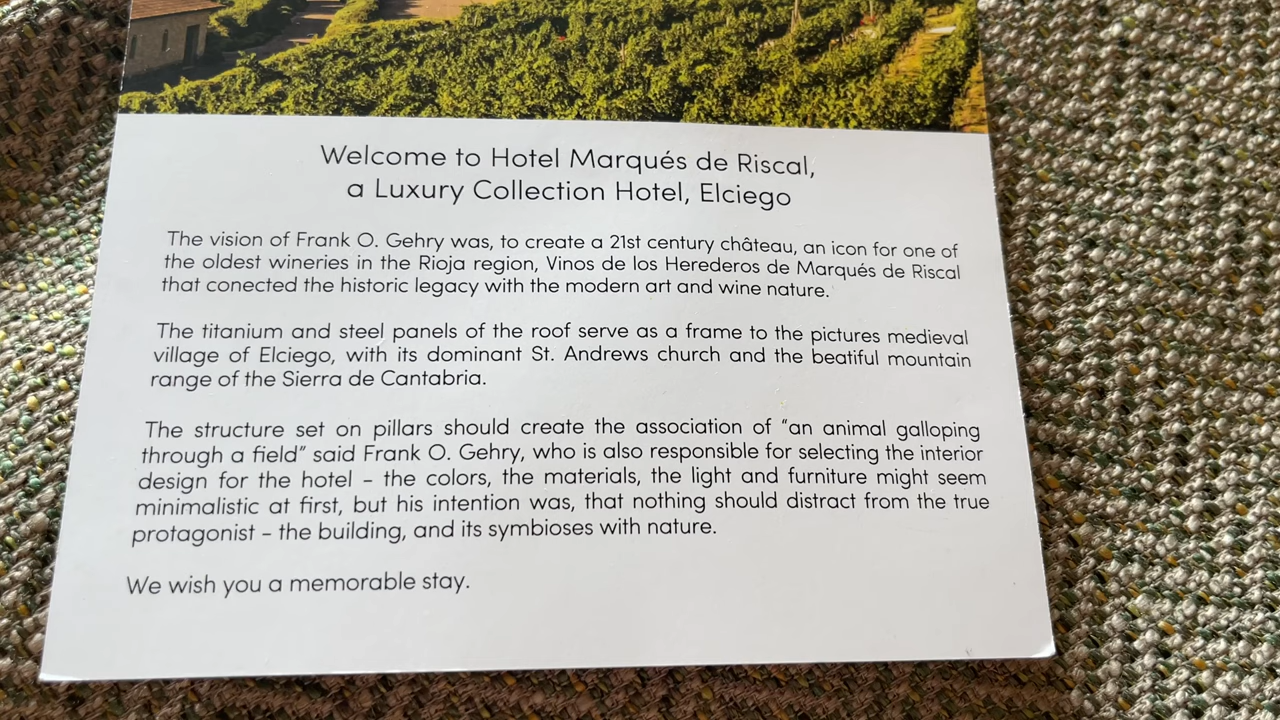 Welcome to Hotel Marqués de Riscal,
a Luxury Collection Hotel, Elciego
The vision of Frank O. Gehry was, to create a 21st century château, an icon for one of
the oldest wineries in the Rioja region, Vinos de los Herederos de Marqués de Riscal
that conected the historic legacy with the modern art and wine nature.
The titanium and steel panels of the roof serve as a frame to the pictures medieval
village of Elciego, with its dominant St. Andrews church and the beatiful mountain
range of the Sierra de Cantabria.
The structure set on pillars should create the association of "an animal galloping
through a field" said Frank O. Gehry, who is also responsible for selecting the interior
design for the hotel – the colors, the materials, the light and furniture might seem
minimalistic at first, but his intention was, that nothing should distract from the true
protagonist – the building, and its symbioses with nature.
We wish you a memorable stay.